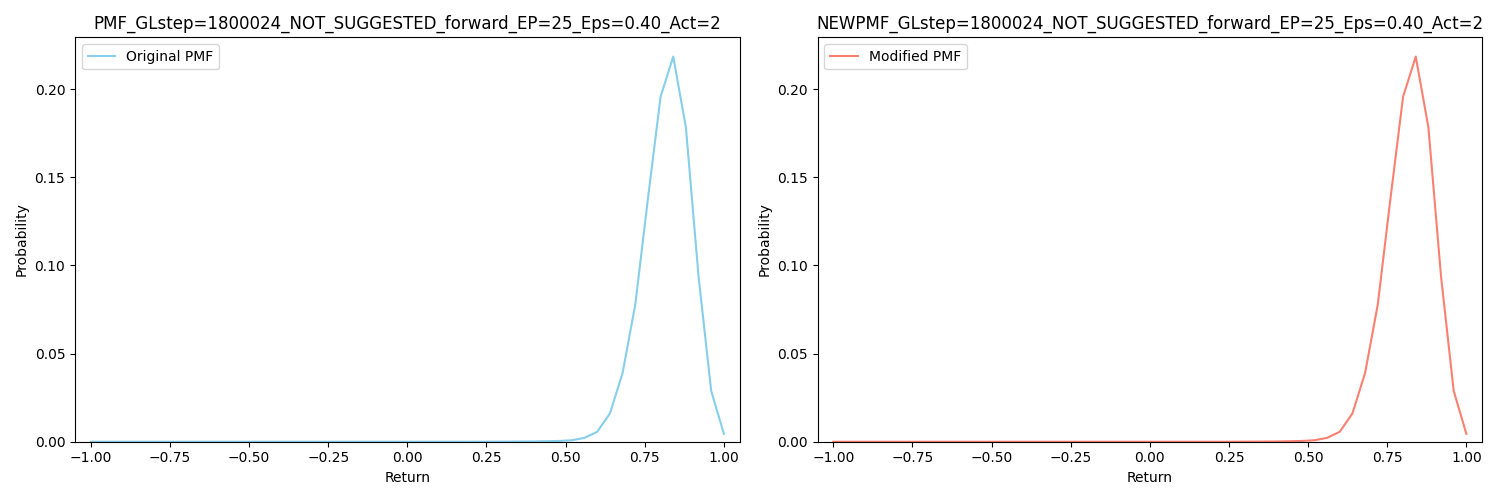 PMF_GLstep=1800024_NOT_SUGGESTED_forward_EP=25_Eps=0.40_Act=2
Original PMF
0.20
0.15
0.10
0.05
0.00
Probability
−1.00 −0.75 −0.50 −0.25 0.00 0.25 0.50 0.75 1.00
Return
NEWPMF_GLstep=1800024_NOT_SUGGESTED_forward_EP=25_Eps=0.40_Act=2
Modified PMF
0.20
0.15
0.10
0.05
0.00
Probability
−1.00 −0.75 −0.50 −0.25 0.00 0.25 0.50 0.75 1.00
Return